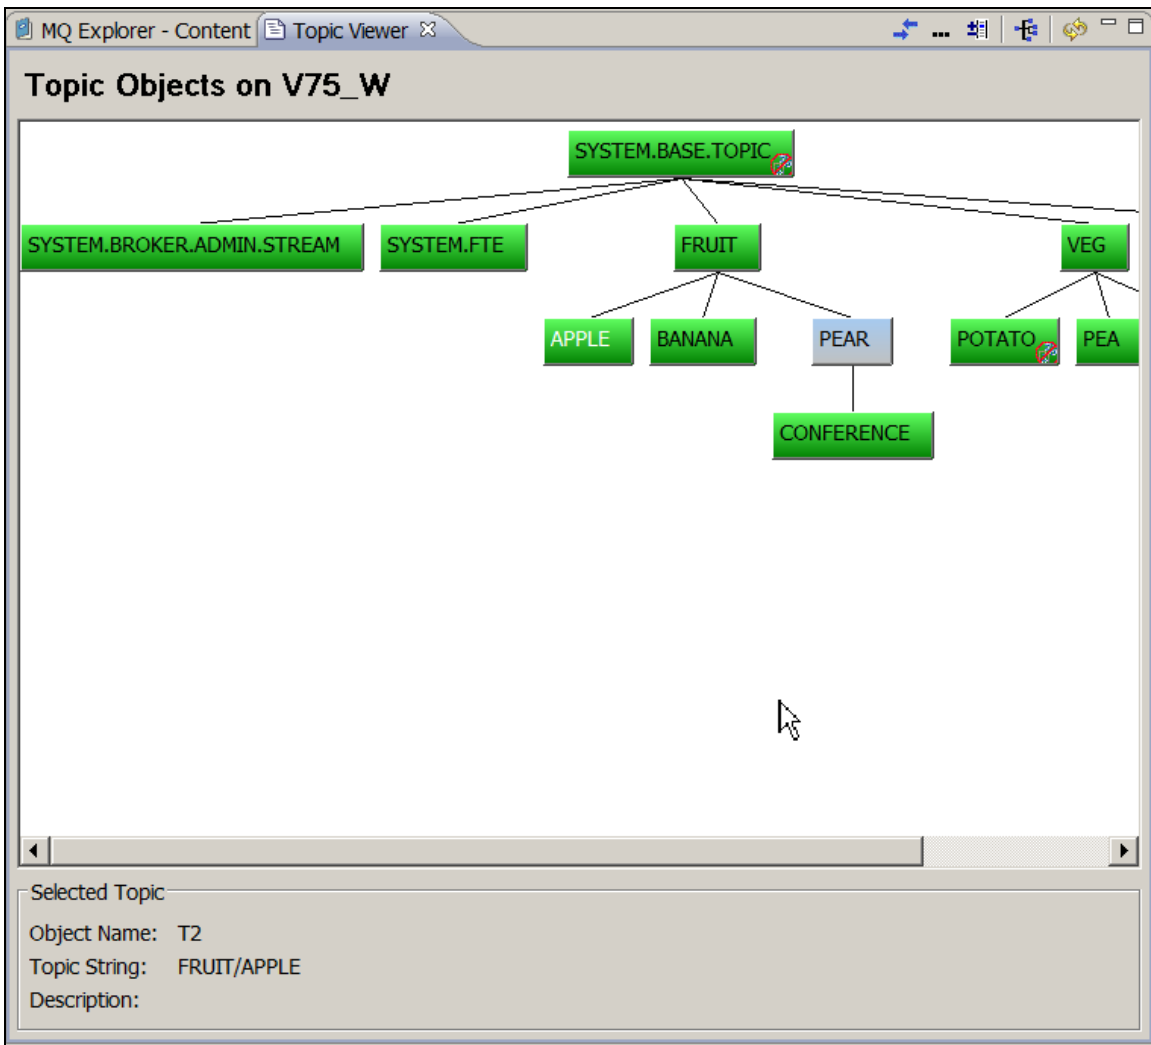 MQ Explorer - Content Topic Viewer
Topic Objects on V75_W
SYSTEM.BASE.TOPIC
SYSTEM.BROKER.ADMIN.STREAM SYSTEM.FTE FRUIT VEG
APPLE BANANA PEAR POTATO PEA
CONFERENCE
Selected Topic
Object Name: T2
Topic String: FRUIT/APPLE
Description: